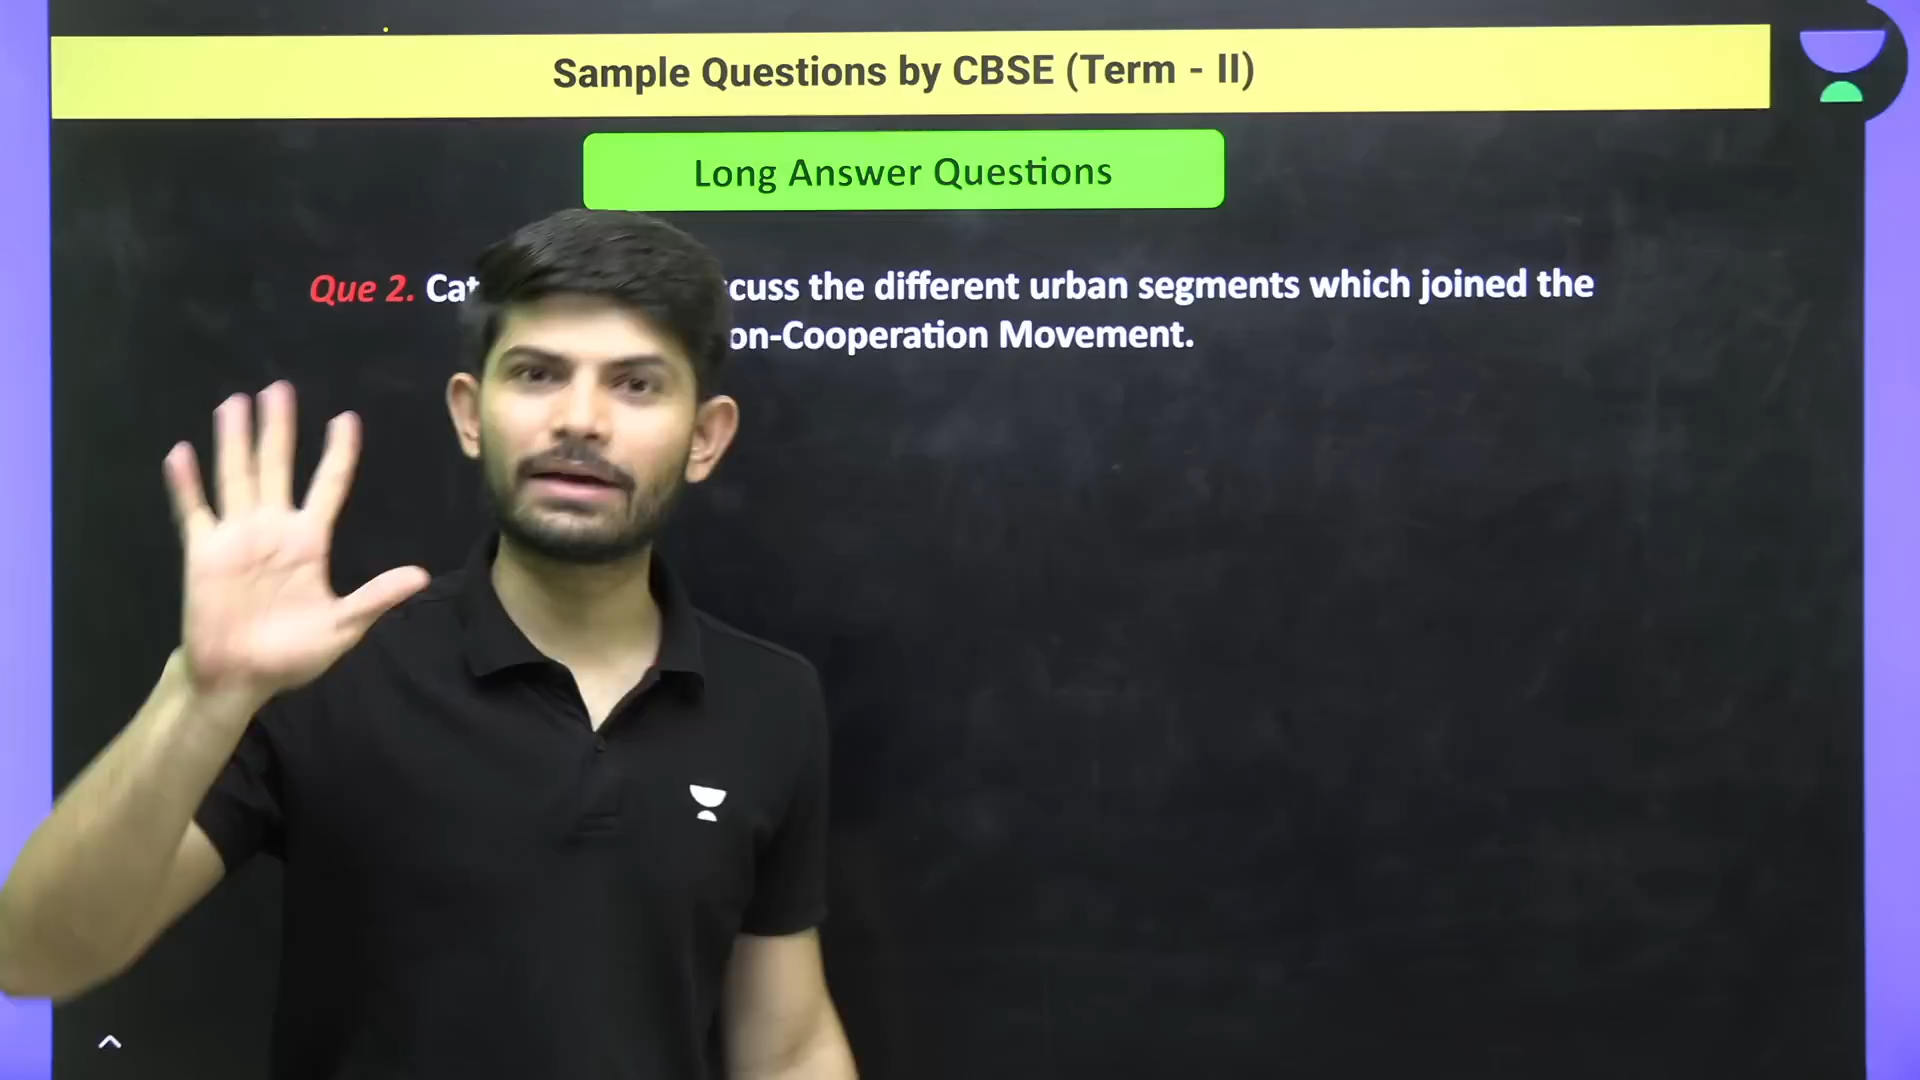 Sample Questions by CBSE (Term - II)
Long Answer Questions
Que 2. Cat cuss the different urban segments which joined the
on-Cooperation Movement.